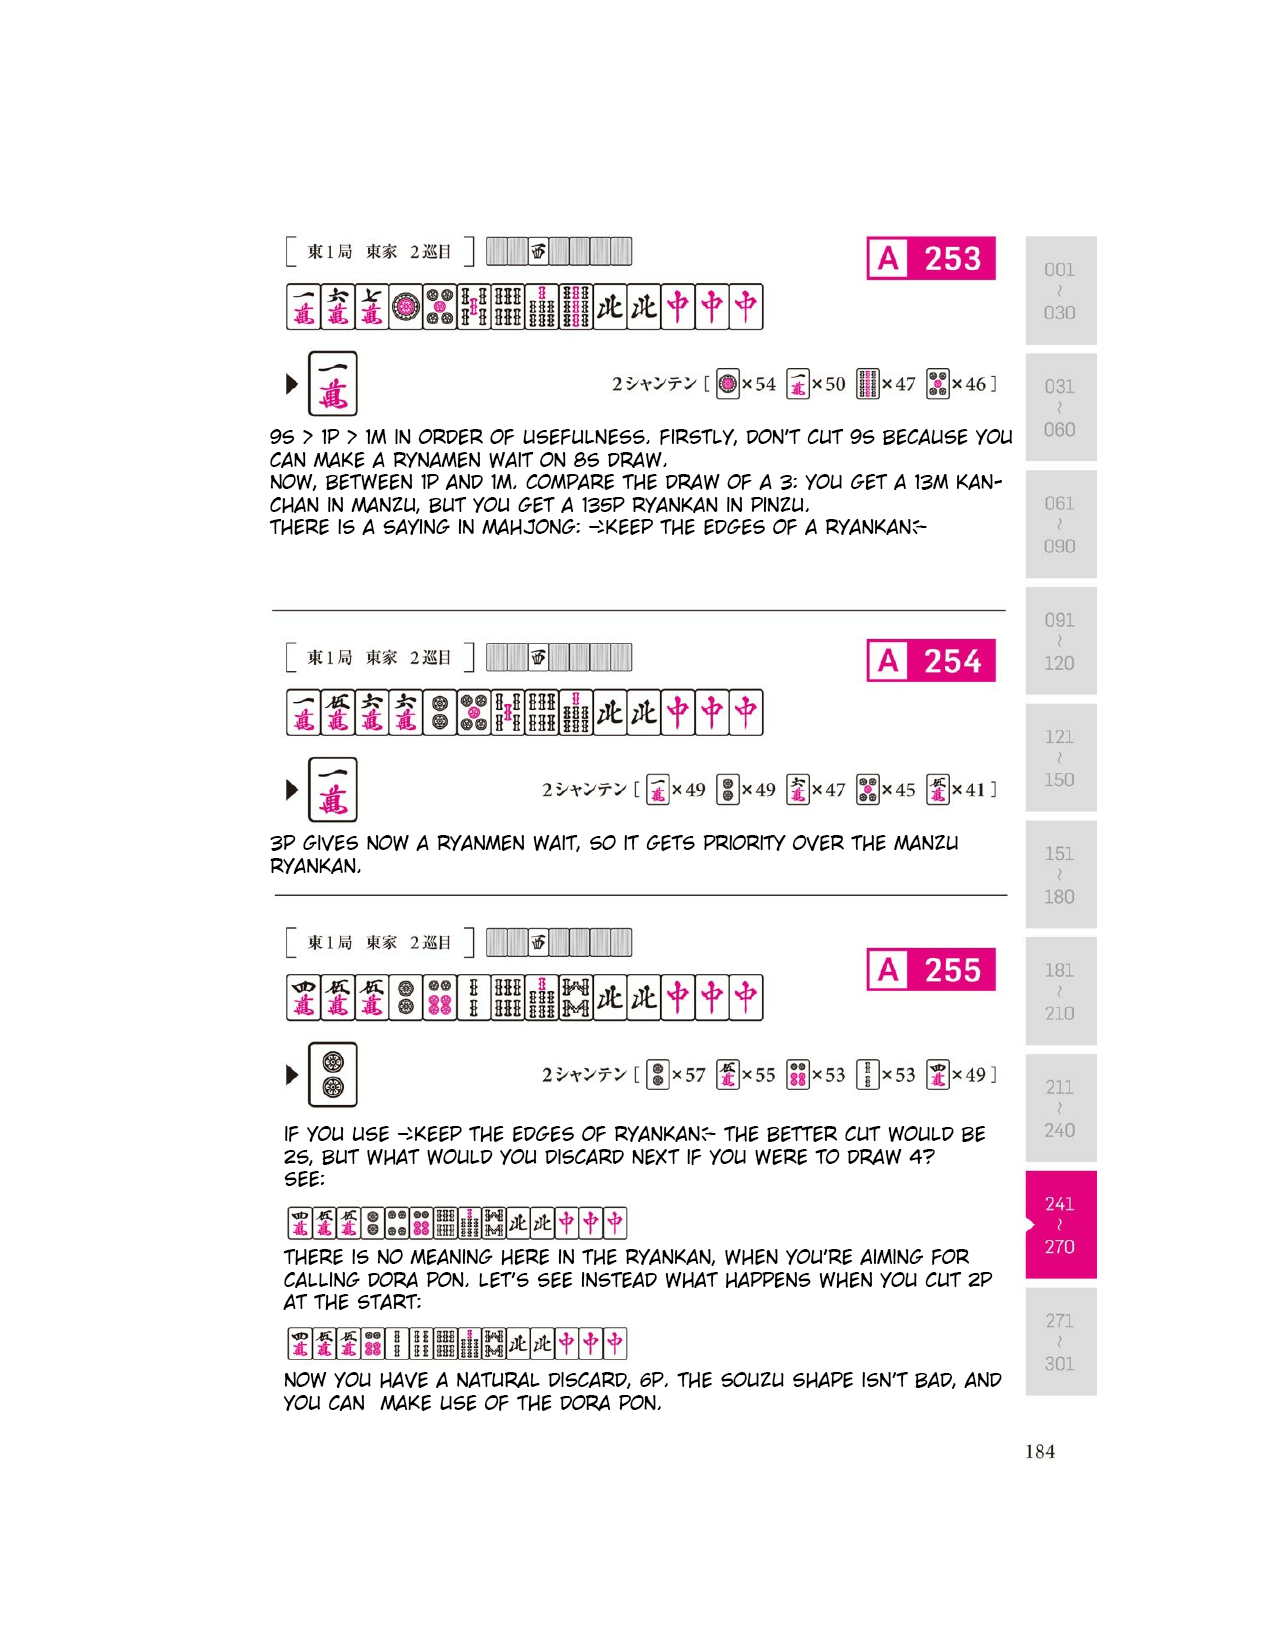 東1局 東家 2巡目 西
A 253
一萬 六萬 七萬 北 北 中 中 中
一萬
2シャンテン [ ×54 一萬 ×50 ×47 ×46 ]
9S > 1P > 1M IN ORDER OF USEFULNESS. FIRSTLY, DON'T CUT 9S BECAUSE YOU
CAN MAKE A RYNAMEN WAIT ON 8S DRAW.
NOW, BETWEEN 1P AND 1M. COMPARE THE DRAW OF A 3: YOU GET A 13M KAN-
CHAN IN MANZU, BUT YOU GET A 135P RYANKAN IN PINZU.
THERE IS A SAYING IN MAHJONG: →KEEP THE EDGES OF A RYANKAN←
東1局 東家 2巡目 西
A 254
一萬 伍萬 六萬 六萬 北 北 中 中 中
一萬
2シャンテン [ 一萬 ×49 ×49 六萬 ×47 ×45 伍萬 ×41 ]
3P GIVES NOW A RYANMEN WAIT, SO IT GETS PRIORITY OVER THE MANZU
RYANKAN.
東1局 東家 2巡目 西
A 255
四萬 伍萬 伍萬 北 北 中 中 中
2シャンテン [ ×57 伍萬 ×55 ×53 ×53 四萬 ×49 ]
IF YOU USE →KEEP THE EDGES OF RYANKAN← THE BETTER CUT WOULD BE
2S, BUT WHAT WOULD YOU DISCARD NEXT IF YOU WERE TO DRAW 4?
SEE:
四萬 伍萬 伍萬 北 北 中 中 中
THERE IS NO MEANING HERE IN THE RYANKAN, WHEN YOU'RE AIMING FOR
CALLING DORA PON. LET'S SEE INSTEAD WHAT HAPPENS WHEN YOU CUT 2P
AT THE START:
四萬 伍萬 伍萬 北 北 中 中 中
NOW YOU HAVE A NATURAL DISCARD, 6P. THE SOUZU SHAPE ISN'T BAD, AND
YOU CAN MAKE USE OF THE DORA PON.
001
~
030
031
~
060
061
~
090
091
~
120
121
~
150
151
~
180
181
~
210
211
~
240
241
~
270
271
~
301
184